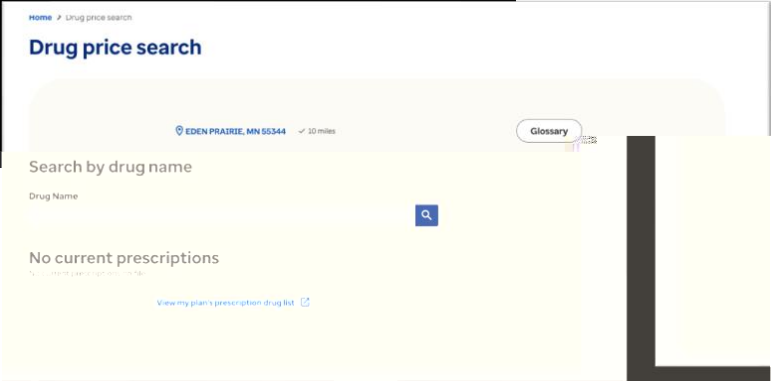 Home > Drug price search
Drug price search
EDEN PRAIRIE, MN 55344 ✓ 10 miles Glossary
Search by drug name
Drug Name
No current prescriptions
View my plan's prescription drug list